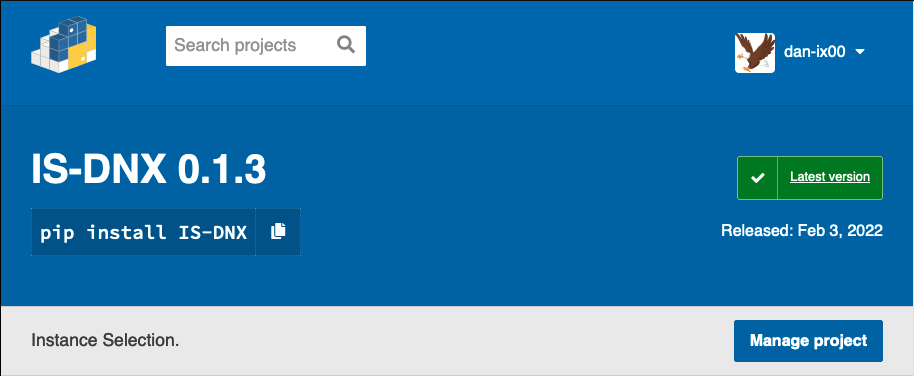 Search projects
dan-ix00
IS-DNX 0.1.3
Latest version
pip install IS-DNX
Released: Feb 3, 2022
Instance Selection.
Manage project